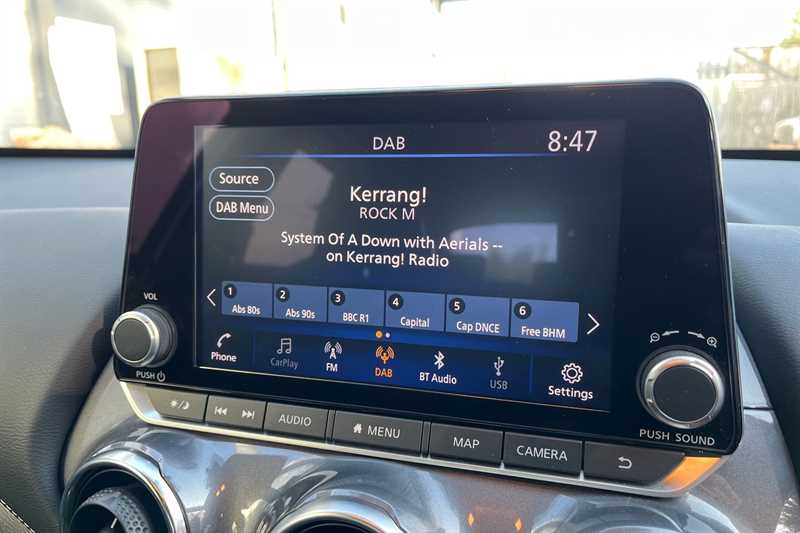 DAB
8:47
Source
DAB Menu
Kerrang!
ROCK M
System Of A Down with Aerials --
on Kerrang! Radio
1 Abs 80s
2 Abs 90s
3 BBC R1
4 Capital
5 Cap DNCE
6 Free BHM
Phone
CarPlay
FM
DAB
BT Audio
USB
Settings
VOL
PUSH
PUSH SOUND
AUDIO
MENU
MAP
CAMERA